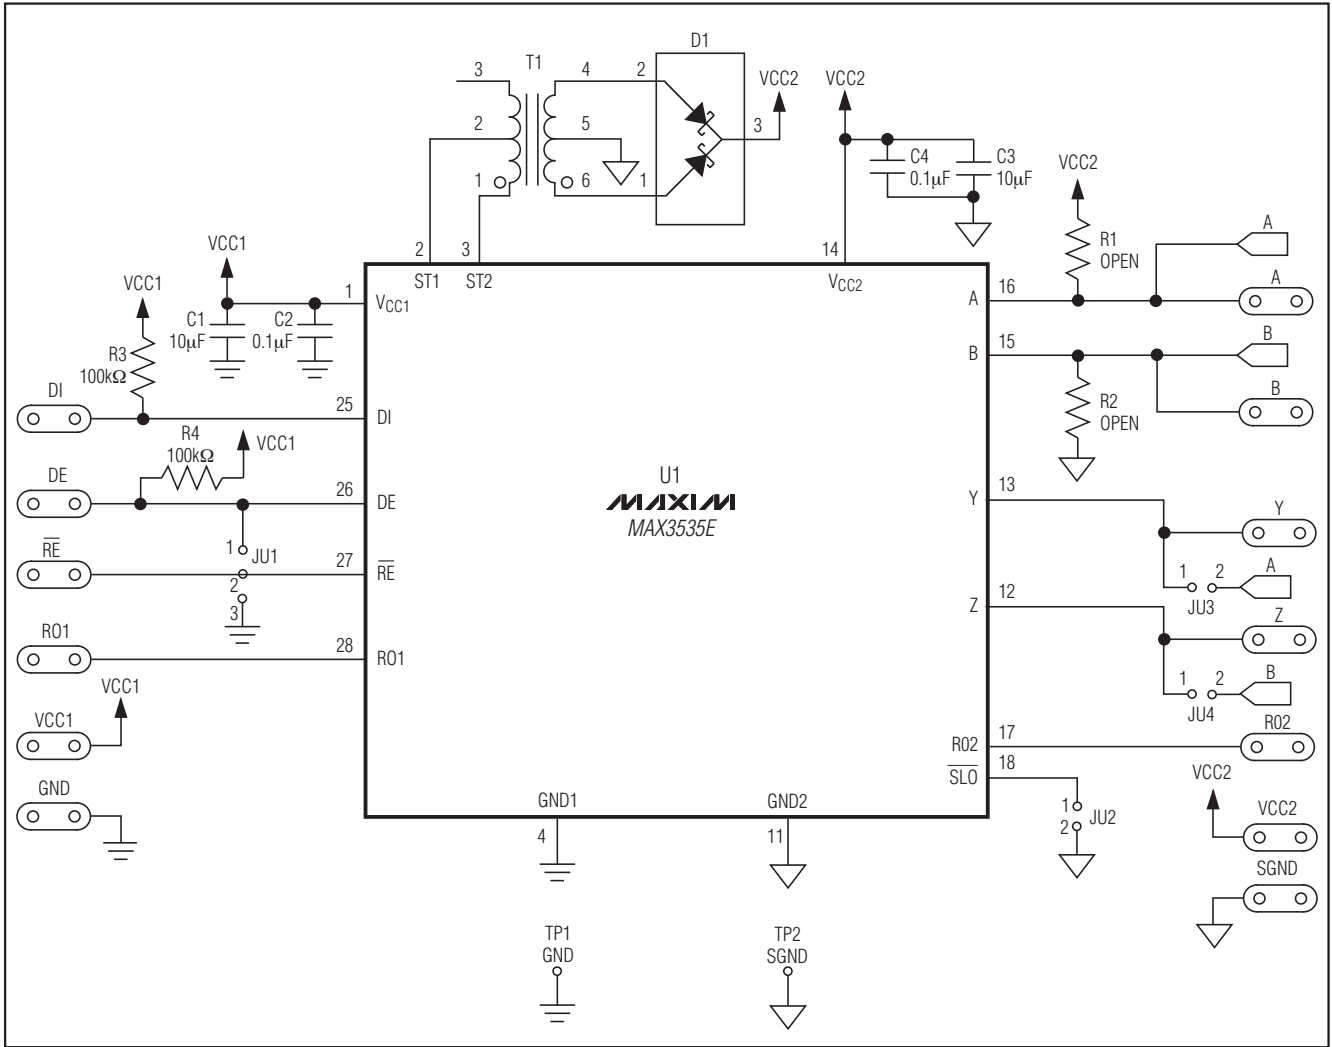 D1
T1
3
4
2
VCC2
VCC2
2
5
3
1
6
1
C4
0.1µF
C3
10µF
VCC2
R1
OPEN
A
A
VCC1
2
3
14
ST1
ST2
VCC2
VCC1
1
VCC1
C1
10µF
C2
0.1µF
R3
100kΩ
A
16
B
15
B
B
R2
OPEN
DI
25
DI
R4
100kΩ
VCC1
DE
26
DE
U1
MAXIM
MAX3535E
Y
13
Y
RE
1
JU1
27
RE
2
3
1
2
A
JU3
Z
12
Z
RO1
28
RO1
1
2
B
JU4
VCC1
VCC1
RO2
17
RO2
SLO
18
GND
GND1
GND2
1
JU2
2
VCC2
VCC2
4
11
SGND
TP1
GND
TP2
SGND